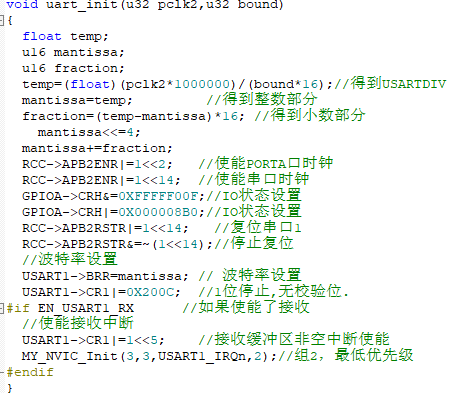 void uart_init(u32 pclk2,u32 bound)
{
float temp;
u16 mantissa;
u16 fraction;
temp=(float)(pclk2*1000000)/(bound*16);//得到USARTDIV
mantissa=temp; //得到整数部分
fraction=(temp-mantissa)*16; //得到小数部分
mantissa<<=4;
mantissa+=fraction;
RCC->APB2ENR|=1<<2; //使能PORTA口时钟
RCC->APB2ENR|=1<<14; //使能串口时钟
GPIOA->CRH&=0XFFFFF00F;//IO状态设置
GPIOA->CRH|=0X000008B0;//IO状态设置
RCC->APB2RSTR|=1<<14; //复位串口1
RCC->APB2RSTR&=~(1<<14);//停止复位
//波特率设置
USART1->BRR=mantissa; // 波特率设置
USART1->CR1|=0X200C; //1位停止,无校验位.
#if EN_USART1_RX //如果使能了接收
//使能接收中断
USART1->CR1|=1<<5; //接收缓冲区非空中断使能
MY_NVIC_Init(3,3,USART1_IRQn,2);//组2，最低优先级
#endif
}